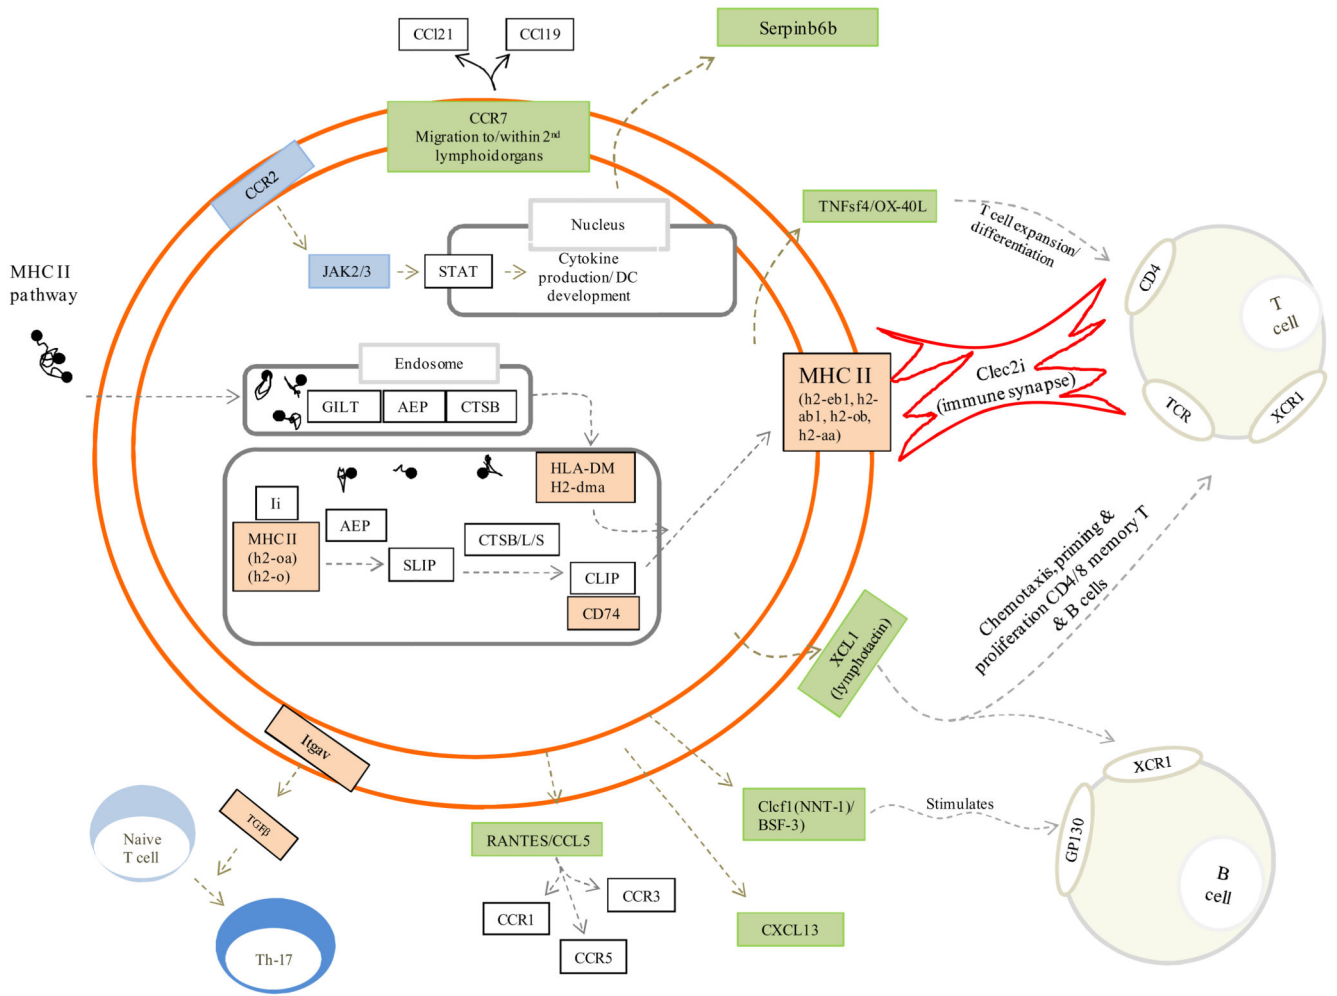 CCl21
CCl19
Serpinb6b
CCR7
Migration to/within 2nd
lymphoid organs
CCR2
TNFsf4/OX-40L
T cell expansion/
differentiation
Nucleus
JAK2/3
STAT
Cytokine
production/ DC
development
MHC II
pathway
CD4
T
cell
TCR
XCR1
Endosome
GILT
AEP
CTSB
MHC II
(h2-eb1, h2-
ab1, h2-ob,
h2-aa)
Clec2i
(immune synapse)
HLA-DM
H2-dma
Ii
AEP
MHC II
(h2-oa)
(h2-o)
SLIP
CTSB/L/S
CLIP
CD74
Chemotaxis, priming &
proliferation CD4/8 memory T
& B cells
XCL1
(lymphotactin)
Itgav
TGFβ
Naive
T cell
Th-17
RANTES/CCL5
CCR1
CCR3
CCR5
Clcf1(NNT-1)/
BSF-3)
Stimulates
CXCL13
XCR1
GP130
B
cell